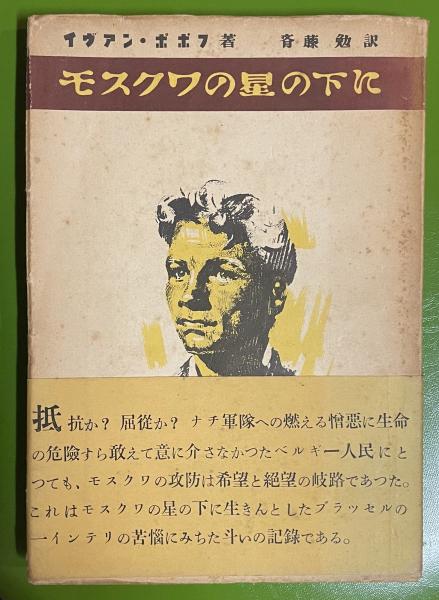 イヴァン・ポポフ著 斉藤勉訳
モスクワの星の下に
抵抗か?屈從か?ナチ軍隊への燃える憎惡に生命
の危險すら敢えて意に介さなかつたベルギー人民にと
つても、モスクワの攻防は希望と絶望の岐路であつた。
これはモスクワの星の下に生きんとしたブラッセルの
一インテリの苦惱にみちた斗いの記錄である。